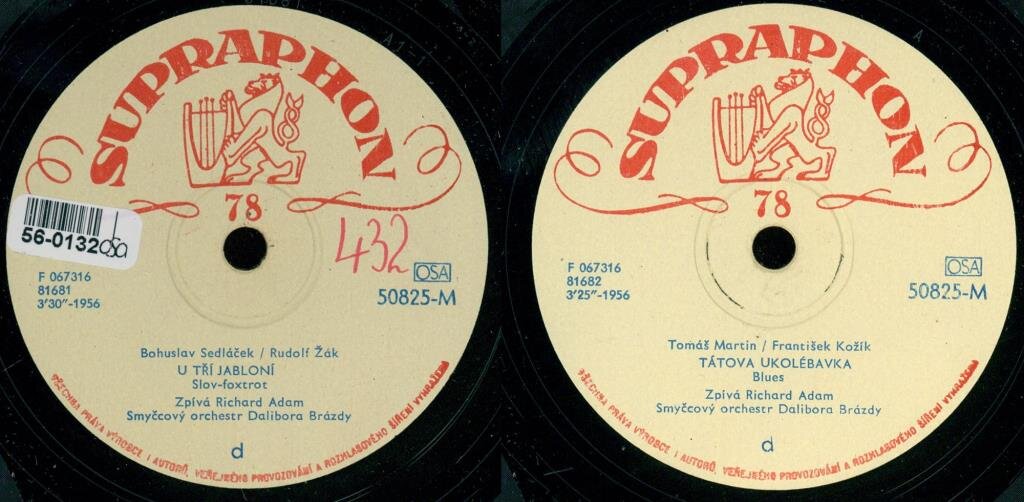 SUPRAPHON
78
56-0132
432
F 067316
81681
3'30"-1956
OSA
50825-M
Bohuslav Sedláček / Rudolf Žák
U TŘÍ JABLONÍ
Slov-foxtrot
Zpívá Richard Adam
Smyčcový orchestr Dalibora Brázdy
d
VŠECHNA PRÁVA VÝROBCE I AUTORŮ, VEŘEJNÉHO PROVOZOVÁNÍ A ROZHLASOVÉHO ŠÍŘENÍ VYHRAŽENA
SUPRAPHON
78
F 067316
81682
3'25"-1956
OSA
50825-M
Tomáš Martin / František Kožík
TÁTOVA UKOLÉBAVKA
Blues
Zpívá Richard Adam
Smyčcový orchestr Dalibora Brázdy
d
VŠECHNA PRÁVA VÝROBCE I AUTORŮ, VEŘEJNÉHO PROVOZOVÁNÍ A ROZHLASOVÉHO ŠÍŘENÍ VYHRAŽENA